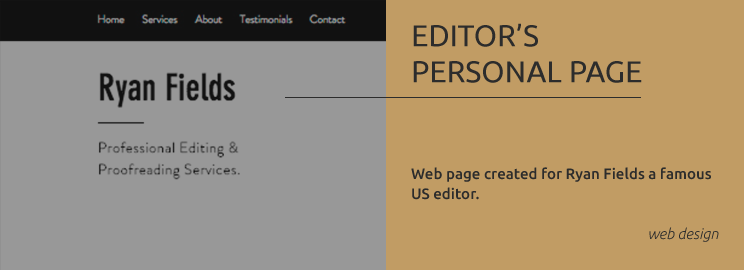 Home Services About Testimonials Contact
Ryan Fields
Professional Editing &
Proofreading Services.
EDITOR'S
PERSONAL PAGE
Web page created for Ryan Fields a famous
US editor.
web design